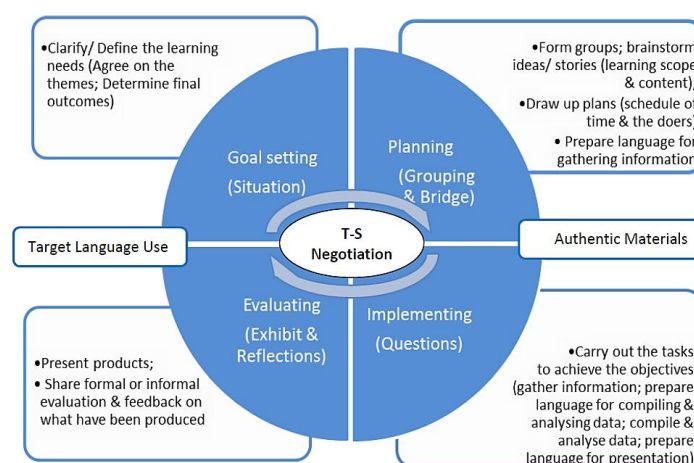 •Clarify/ Define the learning
needs (Agree on the
themes; Determine final
outcomes)
•Form groups; brainstorm
ideas/ stories (learning scope
& content);
•Draw up plans (schedule of
time & the doers)
• Prepare language for
gathering information
Goal setting
(Situation)
Planning
(Grouping
& Bridge)
Target Language Use
T-S
Negotiation
Authentic Materials
Evaluating
(Exhibit &
Reflections)
Implementing
(Questions)
•Present products;
• Share formal or informal
evaluation & feedback on
what have been produced
•Carry out the tasks
to achieve the objectives
(gather information; prepare
language for compiling &
analysing data; compile &
analyse data; prepare
language for presentation)